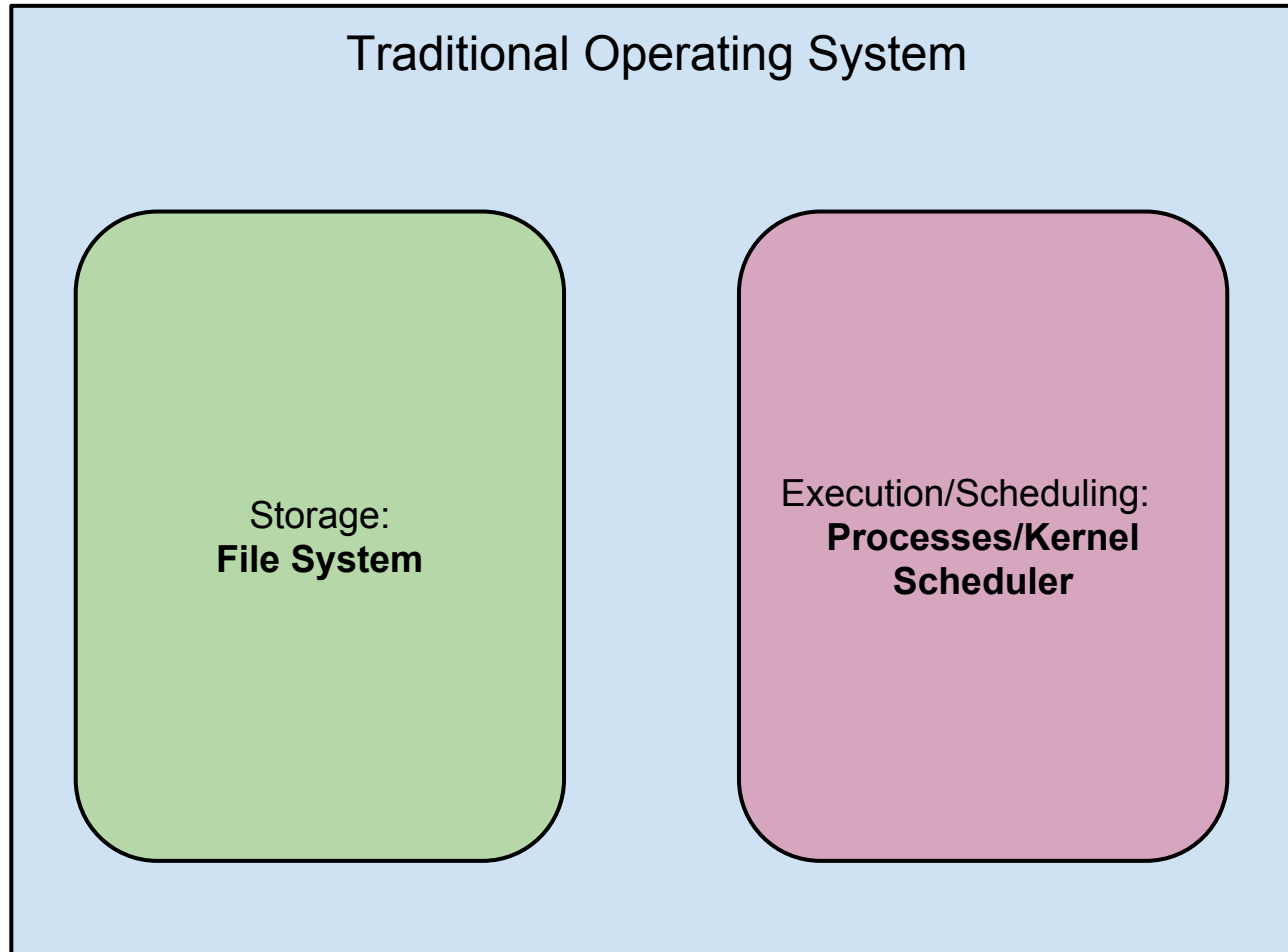 Traditional Operating System
Storage:
File System
Execution/Scheduling:
Processes/Kernel
Scheduler